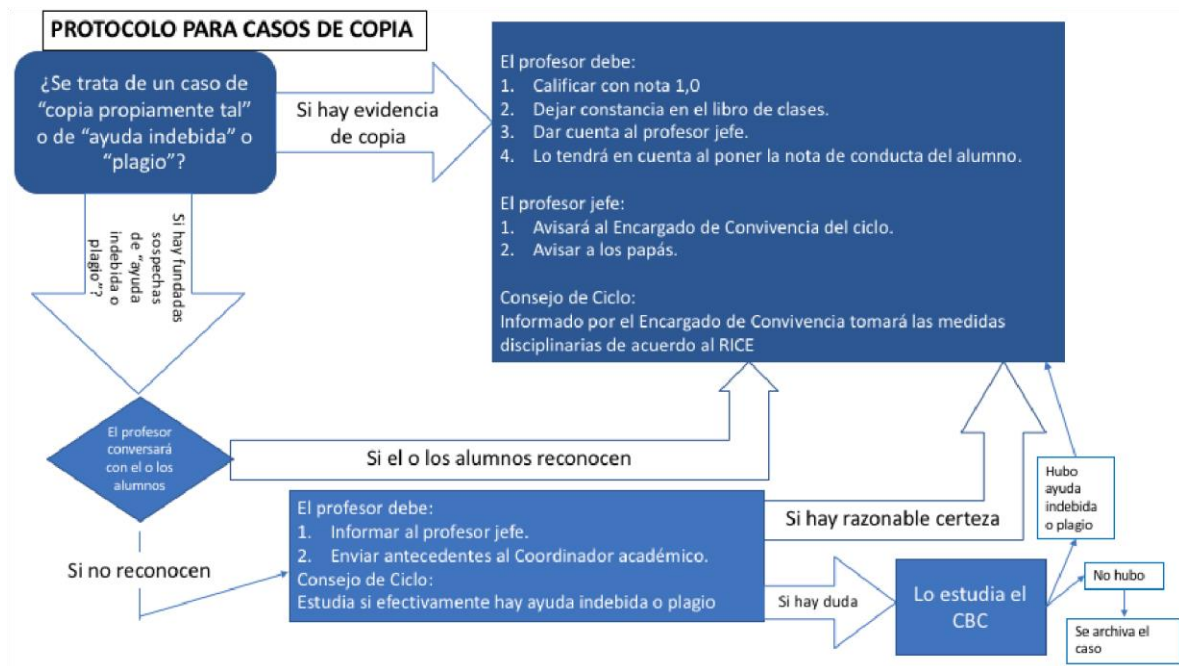 PROTOCOLO PARA CASOS DE COPIA
¿Se trata de un caso de
“copia propiamente tal”
o de “ayuda indebida” o
“plagio”?
Si hay evidencia
de copia
El profesor debe:
1. Calificar con nota 1,0
2. Dejar constancia en el libro de clases.
3. Dar cuenta al profesor jefe.
4. Lo tendrá en cuenta al poner la nota de conducta del alumno.
El profesor jefe:
1. Avisará al Encargado de Convivencia del ciclo.
2. Avisar a los papás.
Consejo de Ciclo:
Informado por el Encargado de Convivencia tomará las medidas
disciplinarias de acuerdo al RICE
Si hay fundadas
sospechas
de “ayuda
indebida o
plagio”?
El profesor
conversará
con el o los
alumnos
Si el o los alumnos reconocen
Si no reconocen
El profesor debe:
1. Informar al profesor jefe.
2. Enviar antecedentes al Coordinador académico.
Consejo de Ciclo:
Estudia si efectivamente hay ayuda indebida o plagio
Si hay razonable certeza
Si hay duda
Lo estudia el
CBC
Hubo
ayuda
indebida
o plagio
No hubo
Se archiva el
caso